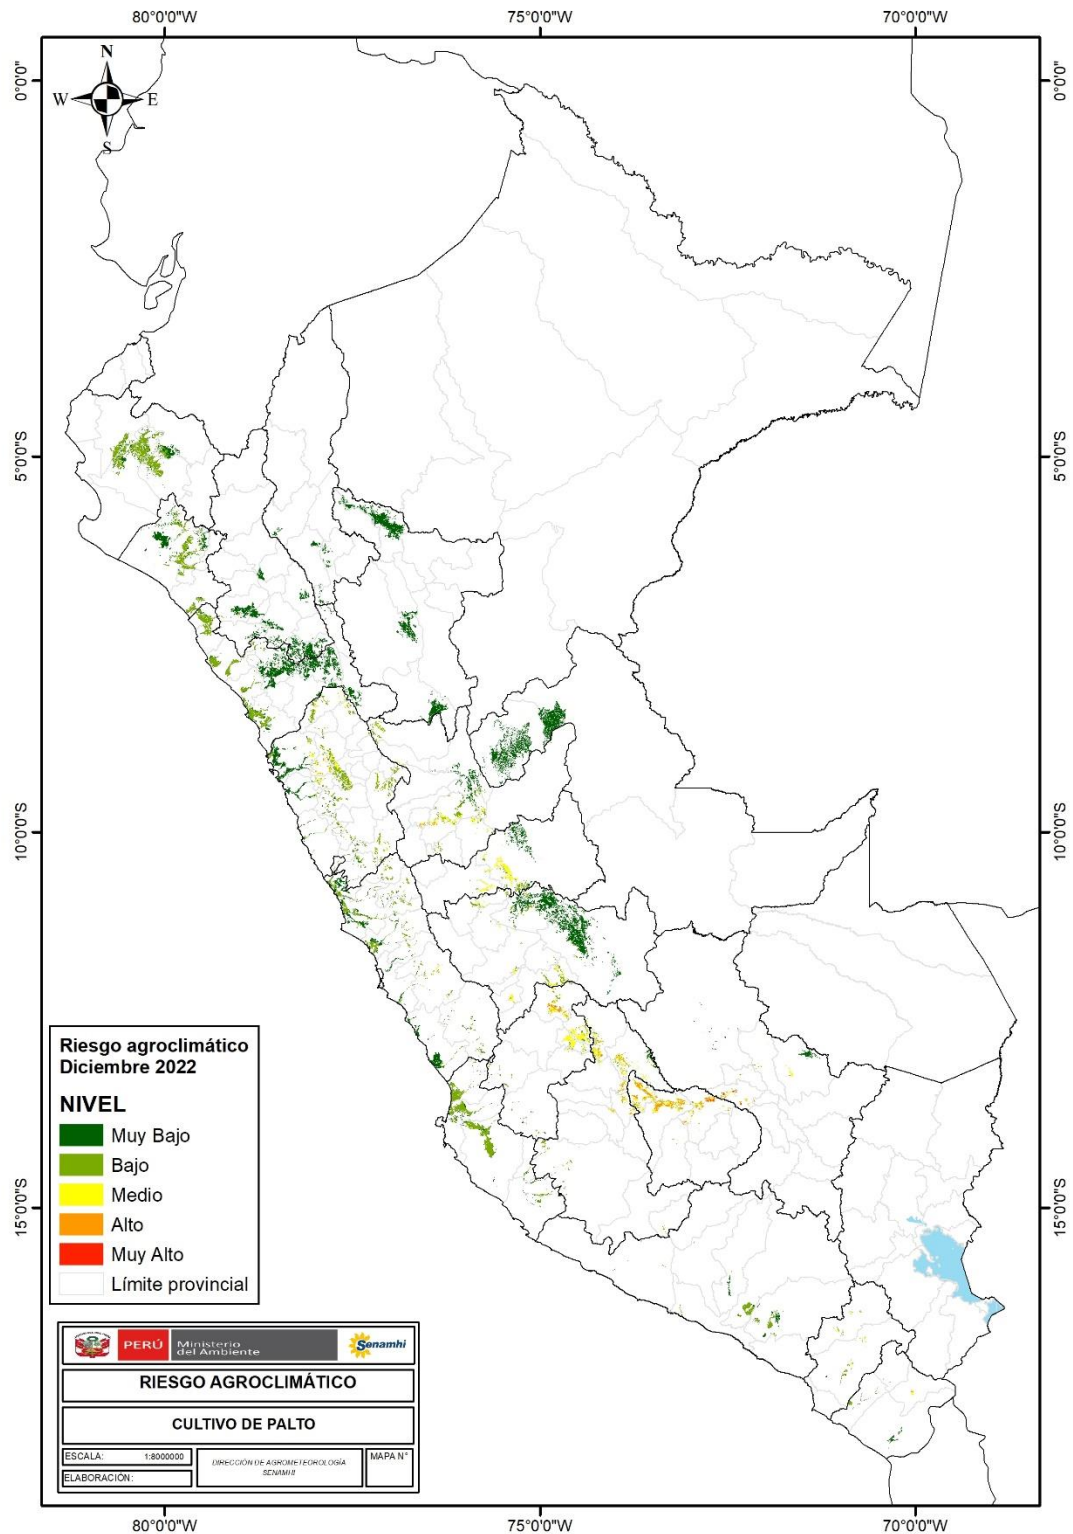 80°0'0"W 75°0'0"W 70°0'0"W
N
W E
S
0°0'0" 0°0'0"
5°0'0"S 5°0'0"S
10°0'0"S 10°0'0"S
15°0'0"S 15°0'0"S
Riesgo agroclimático
Diciembre 2022
NIVEL
Muy Bajo
Bajo
Medio
Alto
Muy Alto
Límite provincial
PERÚ Ministerio
del Ambiente
Senamhi
RIESGO AGROCLIMÁTICO
CULTIVO DE PALTO
ESCALA: 1:8000000
ELABORACIÓN:
DIRECCIÓN DE AGROMETEOROLOGÍA
SENAMHI
MAPA N°
80°0'0"W 75°0'0"W 70°0'0"W